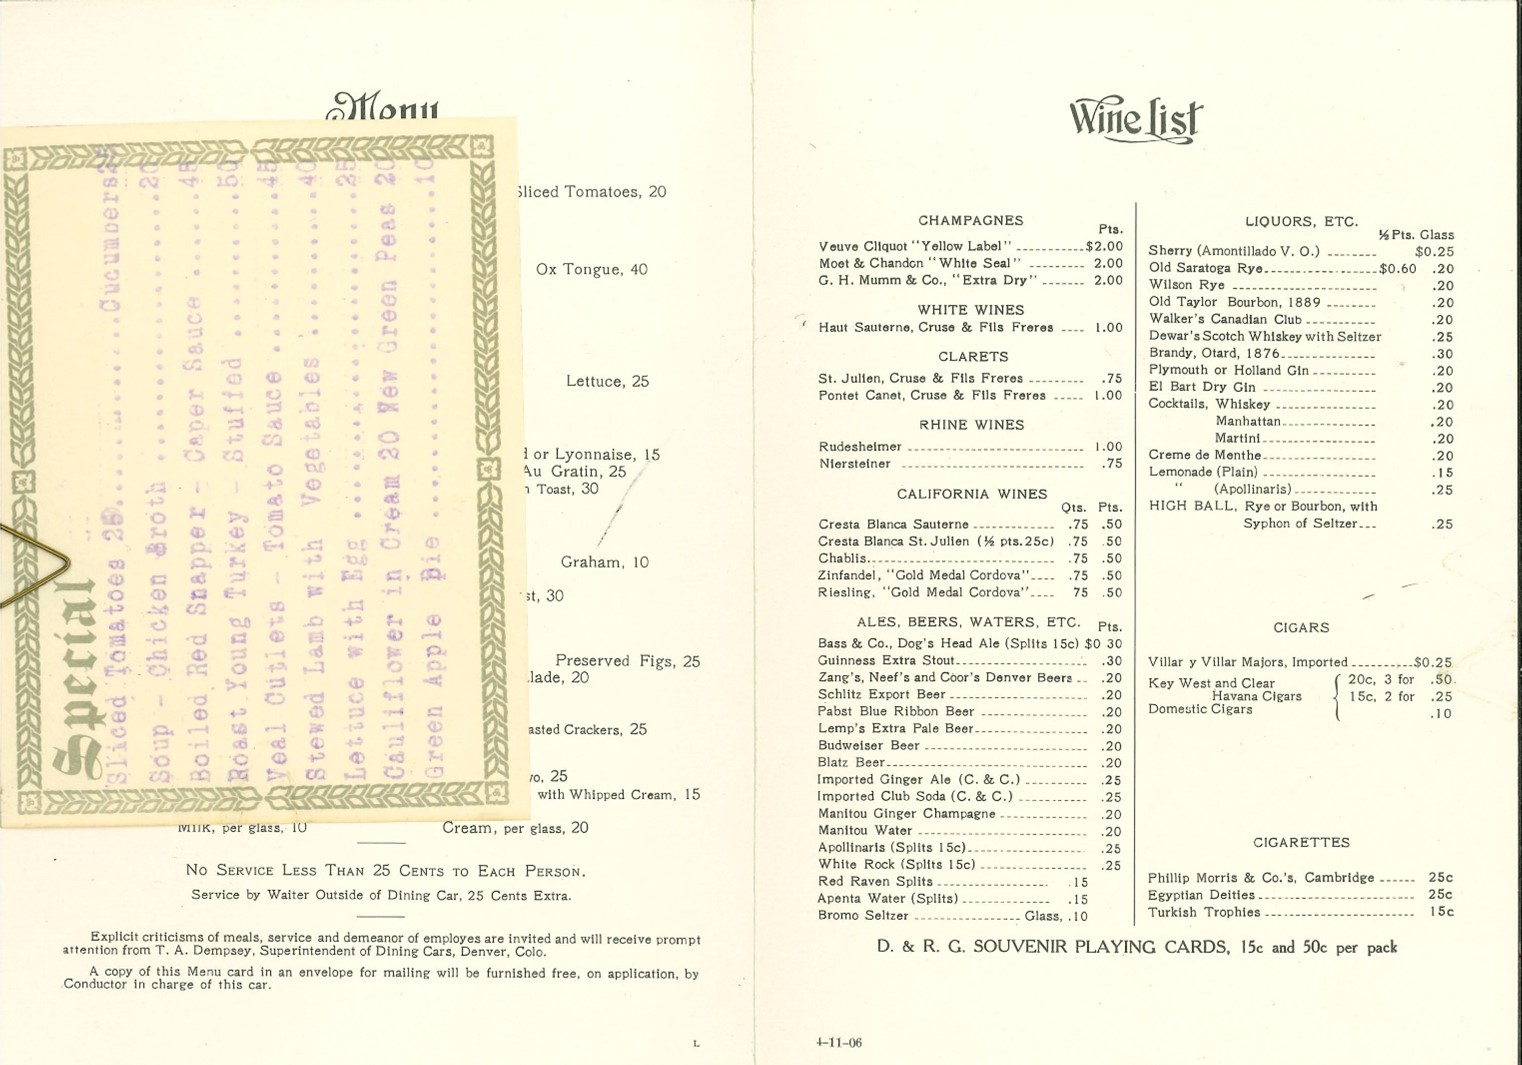 Menu
Sliced Tomatoes, 20
Ox Tongue, 40
Lettuce, 25
or Lyonnaise, 15
Au Gratin, 25
Toast, 30
Graham, 10
30
Preserved Figs, 25
20
Crackers, 25
25
with Whipped Cream, 15
Milk, per glass, 10 Cream, per glass, 20
NO SERVICE LESS THAN 25 CENTS TO EACH PERSON.
Service by Waiter Outside of Dining Car, 25 Cents Extra.
Explicit criticisms of meals, service and demeanor of employes are invited and will receive prompt
attention from T. A. Dempsey, Superintendent of Dining Cars, Denver, Colo.
A copy of this Menu card in an envelope for mailing will be furnished free, on application, by
Conductor in charge of this car.
L
Special
Sliced Tomatoes 25..........Cucumbers 25
Soup - Chicken Broth ............20
Boiled Red Snapper - Caper Sauce .....45
Roast Young Turkey - Stuffed .........50
Veal Cutlets - Tomato Sauce .........45
Stewed Lamb with Vegetables .........40
Lettuce with Egg ................25
Cauliflower in Cream 20 New Green Peas 20
Green Apple Pie ................10
Wine List
CHAMPAGNES
Pts.
Veuve Cliquot "Yellow Label" ----------$2.00
Moet & Chandon "White Seal" -------- 2.00
G. H. Mumm & Co., "Extra Dry" ------- 2.00
WHITE WINES
Haut Sauterne, Cruse & Fils Freres ---- 1.00
CLARETS
St. Julien, Cruse & Fils Freres -------- .75
Pontet Canet, Cruse & Fils Freres ----- 1.00
RHINE WINES
Rudesheimer ---------------------------- 1.00
Niersteiner ---------------------------- .75
CALIFORNIA WINES
Qts. Pts.
Cresta Blanca Sauterne ------------ .75 .50
Cresta Blanca St. Julien (½ pts. 25c) .75 .50
Chablis---------------------------- .75 .50
Zinfandel, "Gold Medal Cordova"---- .75 .50
Riesling, "Gold Medal Cordova"---- 75 .50
ALES, BEERS, WATERS, ETC. Pts.
Bass & Co., Dog's Head Ale (Splits 15c) $0 30
Guinness Extra Stout-------------------- .30
Zang's, Neef's and Coor's Denver Beers -- .20
Schlitz Export Beer --------------------- .20
Pabst Blue Ribbon Beer ---------------- .20
Lemp's Extra Pale Beer----------------- .20
Budweiser Beer ------------------------ .20
Blatz Beer------------------------------ .20
Imported Ginger Ale (C. & C.) ---------- .25
Imported Club Soda (C. & C.) ---------- .25
Manitou Ginger Champagne ------------- .20
Manitou Water ------------------------- .20
Apollinaris (Splits 15c)------------------ .25
White Rock (Splits 15c) ---------------- .25
Red Raven Splits ----------------- .15
Apenta Water (Splits) ------------- .15
Bromo Seltzer ---------------- Glass, .10
LIQUORS, ETC.
½ Pts. Glass
Sherry (Amontillado V. O.) -------- $0.25
Old Saratoga Rye------------------$0.60 .20
Wilson Rye ----------------------- .20
Old Taylor Bourbon, 1889 -------- .20
Walker's Canadian Club ----------- .20
Dewar's Scotch Whiskey with Seltzer .25
Brandy, Otard, 1876--------------- .30
Plymouth or Holland Gin ---------- .20
El Bart Dry Gin ------------------ .20
Cocktails, Whiskey --------------- .20
Manhattan-------------- .20
Martini----------------- .20
Creme de Menthe----------------- .20
Lemonade (Plain) ----------------- .15
" (Apollinaris)------------- .25
HIGH BALL, Rye or Bourbon, with
Syphon of Seltzer--- .25
CIGARS
Villar y Villar Majors, Imported ----------$0.25
Key West and Clear Havana Cigars { 20c, 3 for .50
15c, 2 for .25
Domestic Cigars .10
CIGARETTES
Phillip Morris & Co.'s, Cambridge ----- 25c
Egyptian Deities------------------------ 25c
Turkish Trophies ---------------------- 15c
D. & R. G. SOUVENIR PLAYING CARDS, 15c and 50c per pack
4-11-06